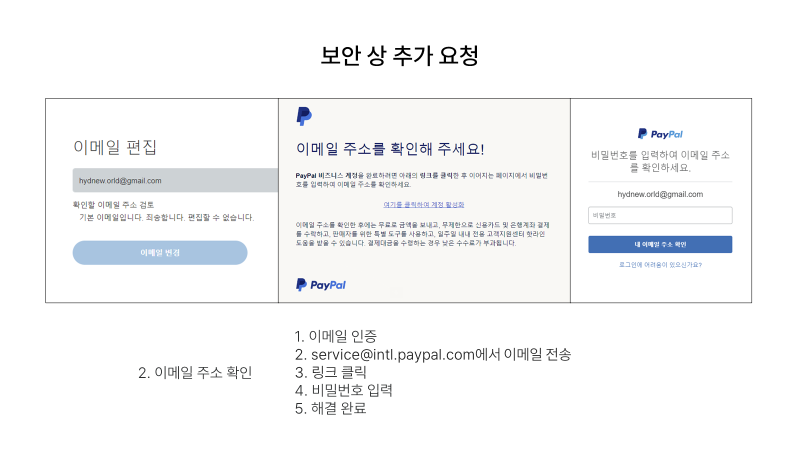 보안 상 추가 요청
이메일 편집
hydnew.orld@gmail.com
확인할 이메일 주소 검토
기본 이메일입니다. 죄송합니다. 편집할 수 없습니다.
이메일 변경
이메일 주소를 확인해 주세요!
PayPal 비즈니스 계정을 완료하려면 아래의 링크를 클릭한 후 이어지는 페이지에서 비밀번
호를 입력하여 이메일 주소를 확인하세요.
여기를 클릭하여 계정 활성화
이메일 주소를 확인한 후에는 무료로 금액을 보내고, 무제한으로 신용카드 및 은행계좌 결제
를 수락하고, 판매자를 위한 특별 도구를 사용하고, 일주일 내내 전용 고객지원센터 핫라인
도움을 받을 수 있습니다. 결제대금을 수령하는 경우 낮은 수수료가 부과됩니다.
PayPal
PayPal
비밀번호를 입력하여 이메일 주소
를 확인하세요.
hydnew.orld@gmail.com
비밀번호
내 이메일 주소 확인
로그인에 어려움이 있으신가요?
2. 이메일 주소 확인
1. 이메일 인증
2. service@intl.paypal.com에서 이메일 전송
3. 링크 클릭
4. 비밀번호 입력
5. 해결 완료